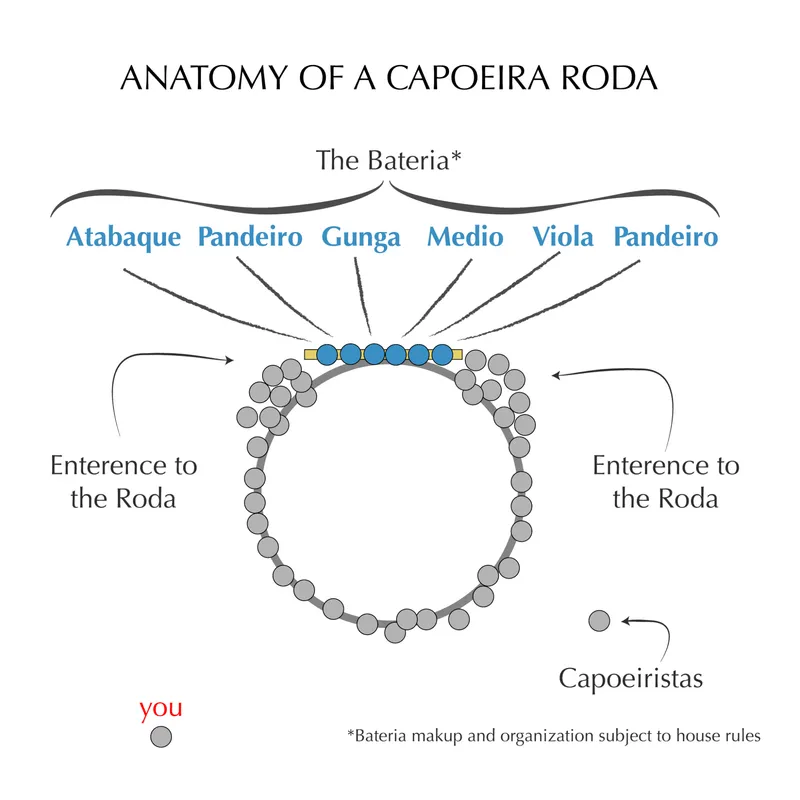 ANATOMY OF A CAPOEIRA RODA
The Bateria*
Atabaque Pandeiro Gunga Medio Viola Pandeiro
Enterence to
the Roda
Enterence to
the Roda
Capoeiristas
you
*Bateria makup and organization subject to house rules